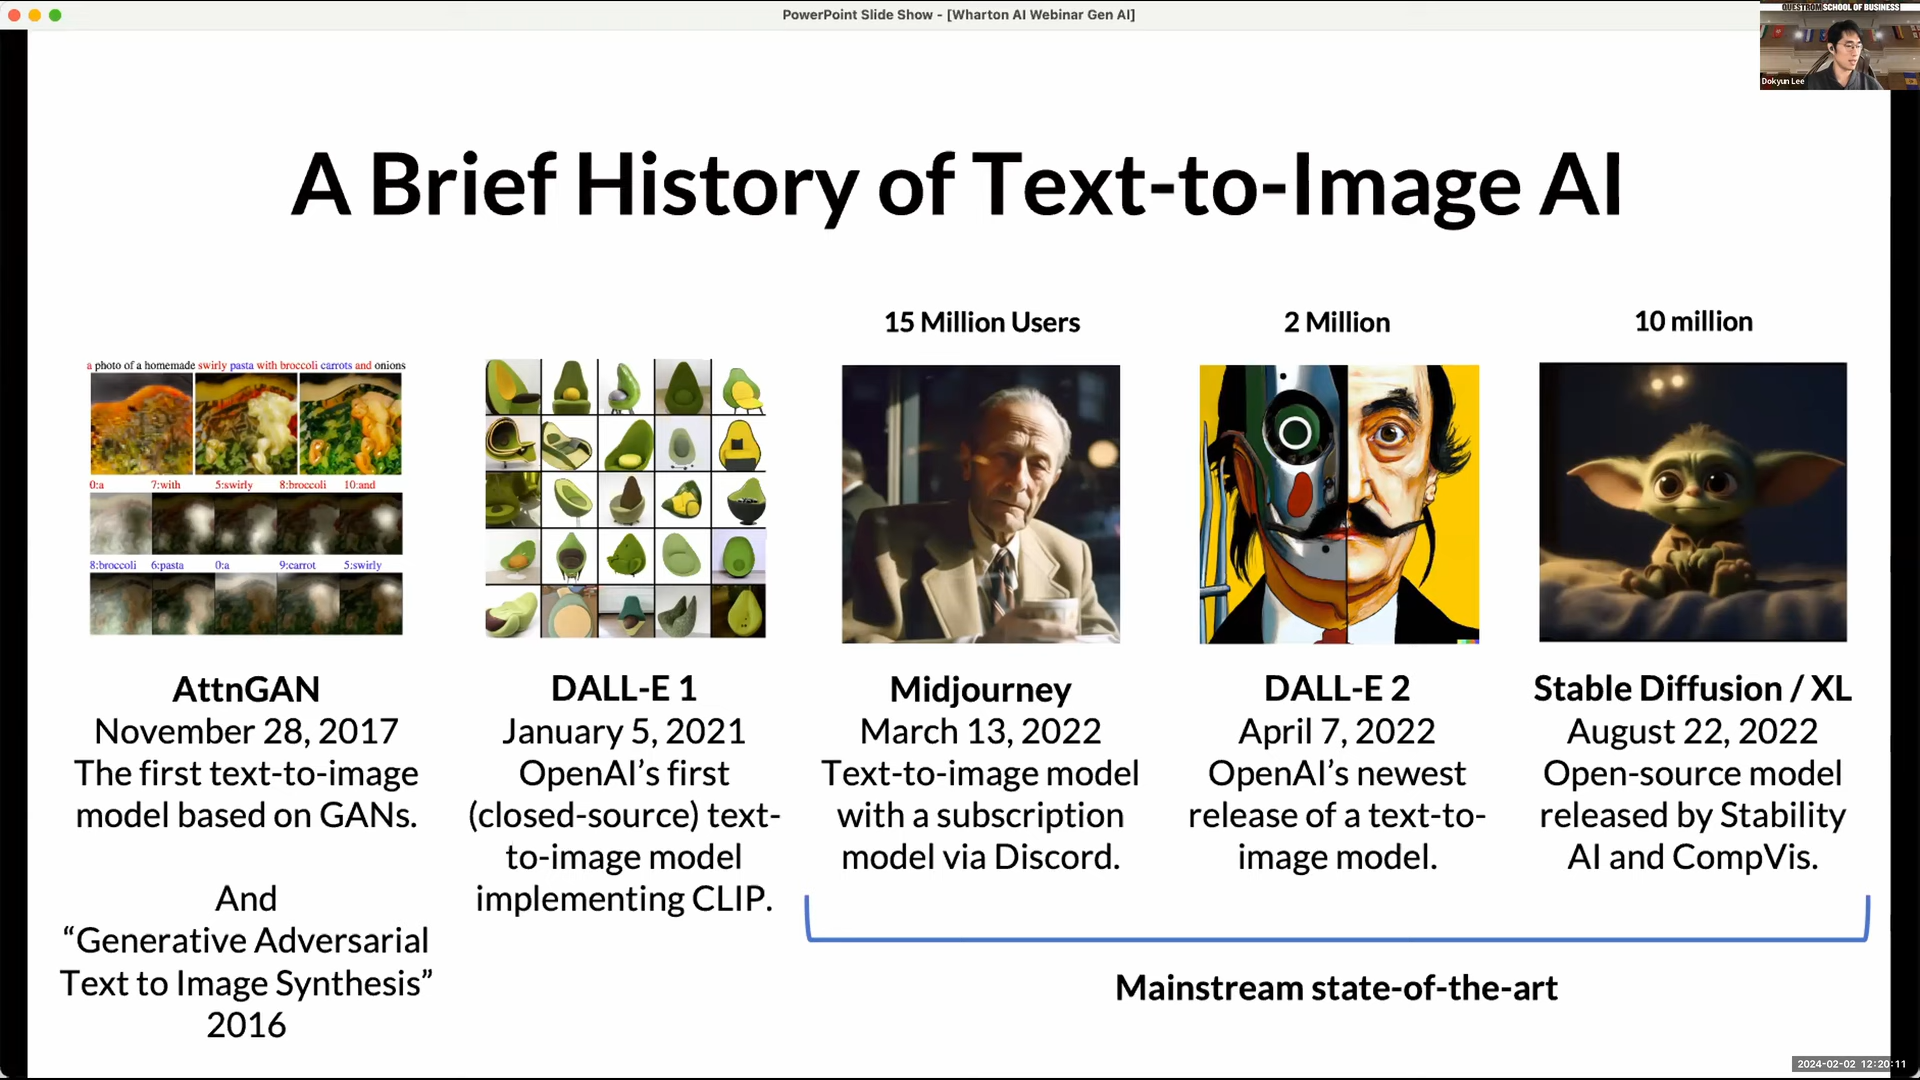 PowerPoint Slide Show - [Wharton AI Webinar Gen AI]
QUESTROM SCHOOL OF BUSINESS
Dokyun Lee
A Brief History of Text-to-Image AI
15 Million Users
2 Million
10 million
a photo of a homemade swirly pasta with broccoli carrots and onions
0:a 7:with 5:swirly 8:broccoli 10:and
8:broccoli 6:pasta 0:a 9:carrot 5:swirly
AttnGAN
November 28, 2017
The first text-to-image
model based on GANs.
And
“Generative Adversarial
Text to Image Synthesis”
2016
DALL-E 1
January 5, 2021
OpenAI’s first
(closed-source) text-
to-image model
implementing CLIP.
Midjourney
March 13, 2022
Text-to-image model
with a subscription
model via Discord.
DALL-E 2
April 7, 2022
OpenAI’s newest
release of a text-to-
image model.
Stable Diffusion / XL
August 22, 2022
Open-source model
released by Stability
AI and CompVis.
Mainstream state-of-the-art
2024-02-02 12:20:11